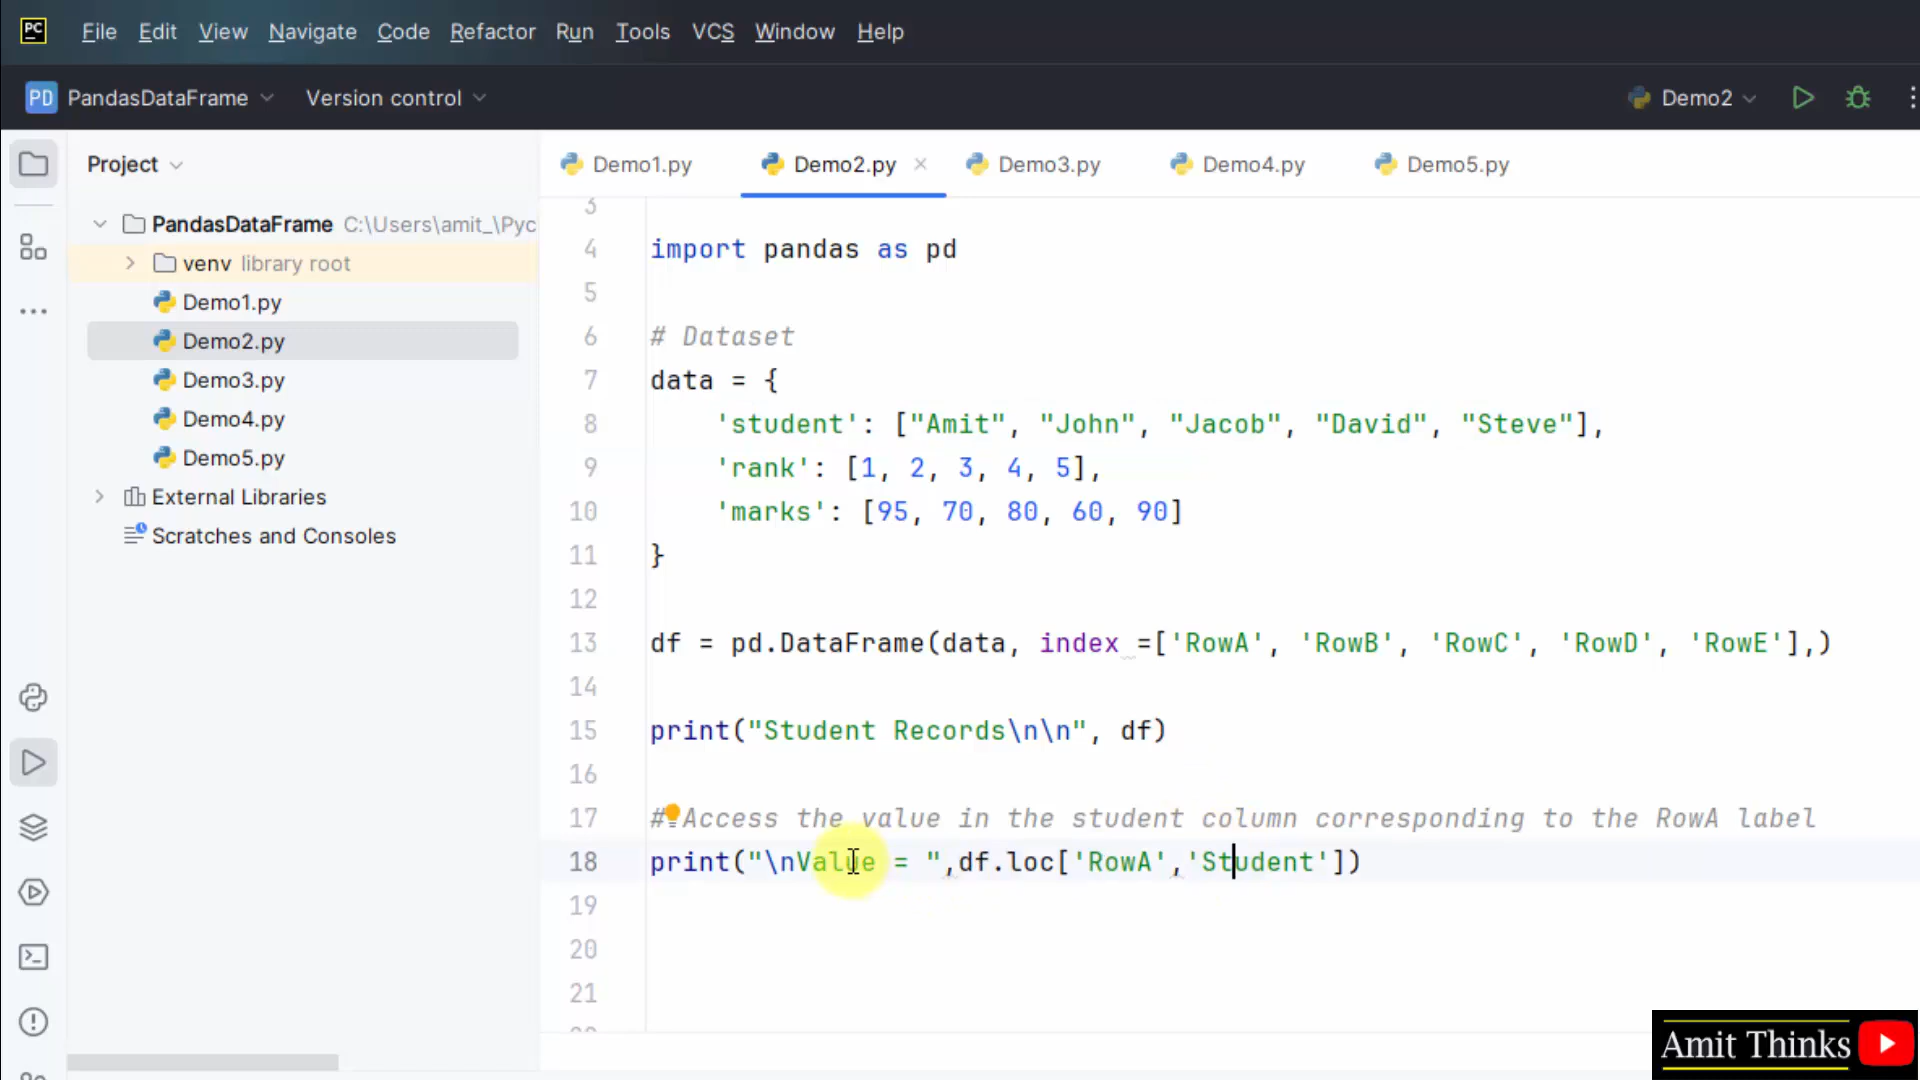 PC File Edit View Navigate Code Refactor Run Tools VCS Window Help
PD PandasDataFrame Version control Demo2
Project Demo1.py Demo2.py Demo3.py Demo4.py Demo5.py
PandasDataFrame C:\Users\amit_\Pyc
venv library root
Demo1.py
Demo2.py
Demo3.py
Demo4.py
Demo5.py
External Libraries
Scratches and Consoles
3
4 import pandas as pd
5
6 # Dataset
7 data = {
8 'student': ["Amit", "John", "Jacob", "David", "Steve"],
9 'rank': [1, 2, 3, 4, 5],
10 'marks': [95, 70, 80, 60, 90]
11 }
12
13 df = pd.DataFrame(data, index =['RowA', 'RowB', 'RowC', 'RowD', 'RowE'],)
14
15 print("Student Records\n\n", df)
16
17 # Access the value in the student column corresponding to the RowA label
18 print("\nValue = ",df.loc['RowA','Student'])
19
20
21
Amit Thinks